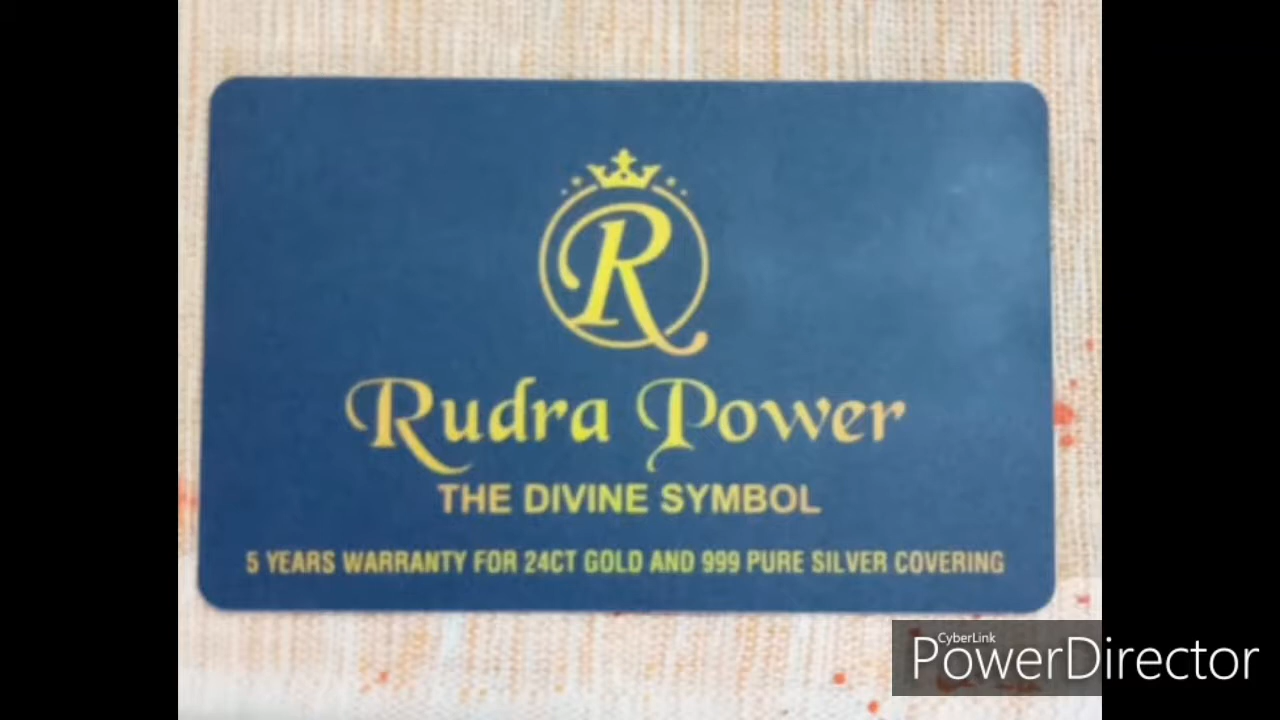 R
Rudra Power
THE DIVINE SYMBOL
5 YEARS WARRANTY FOR 24CT GOLD AND 999 PURE SILVER COVERING
CyberLink
PowerDirector